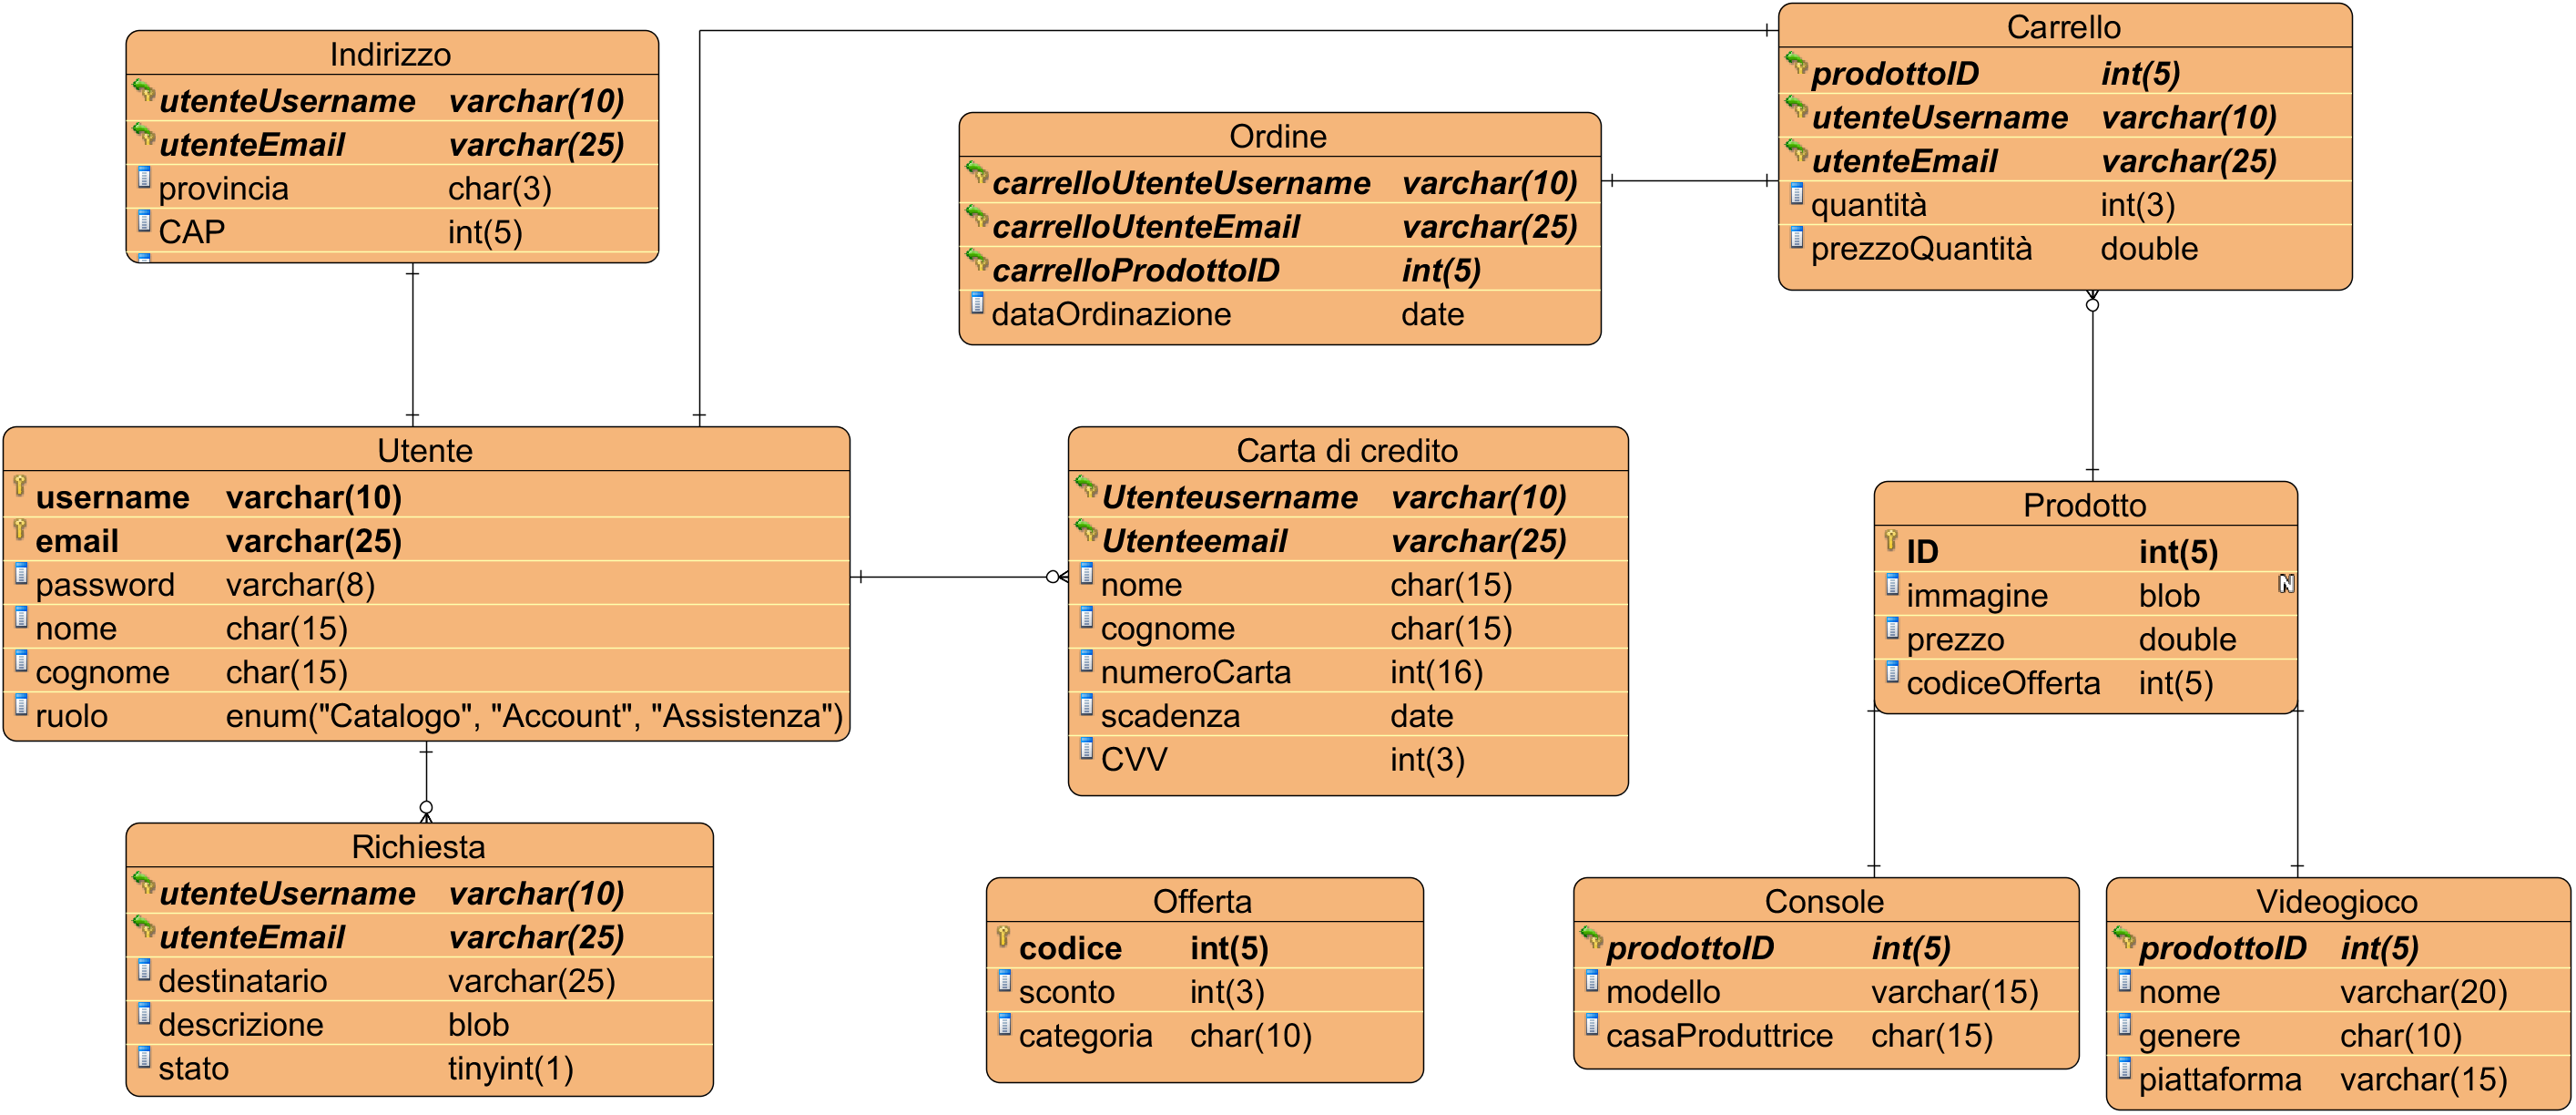 Indirizzo
utenteUsername varchar(10)
utenteEmail varchar(25)
provincia char(3)
CAP int(5)
Ordine
carrelloUtenteUsername varchar(10)
carrelloUtenteEmail varchar(25)
carrelloProdottoID int(5)
dataOrdinazione date
Carrello
prodottoID int(5)
utenteUsername varchar(10)
utenteEmail varchar(25)
quantità int(3)
prezzoQuantità double
Utente
username varchar(10)
email varchar(25)
password varchar(8)
nome char(15)
cognome char(15)
ruolo enum("Catalogo", "Account", "Assistenza")
Carta di credito
Utenteusername varchar(10)
Utenteemail varchar(25)
nome char(15)
cognome char(15)
numeroCarta int(16)
scadenza date
CVV int(3)
Prodotto
ID int(5)
immagine blob N
prezzo double
codiceOfferta int(5)
Richiesta
utenteUsername varchar(10)
utenteEmail varchar(25)
destinatario varchar(25)
descrizione blob
stato tinyint(1)
Offerta
codice int(5)
sconto int(3)
categoria char(10)
Console
prodottoID int(5)
modello varchar(15)
casaProduttrice char(15)
Videogioco
prodottoID int(5)
nome varchar(20)
genere char(10)
piattaforma varchar(15)